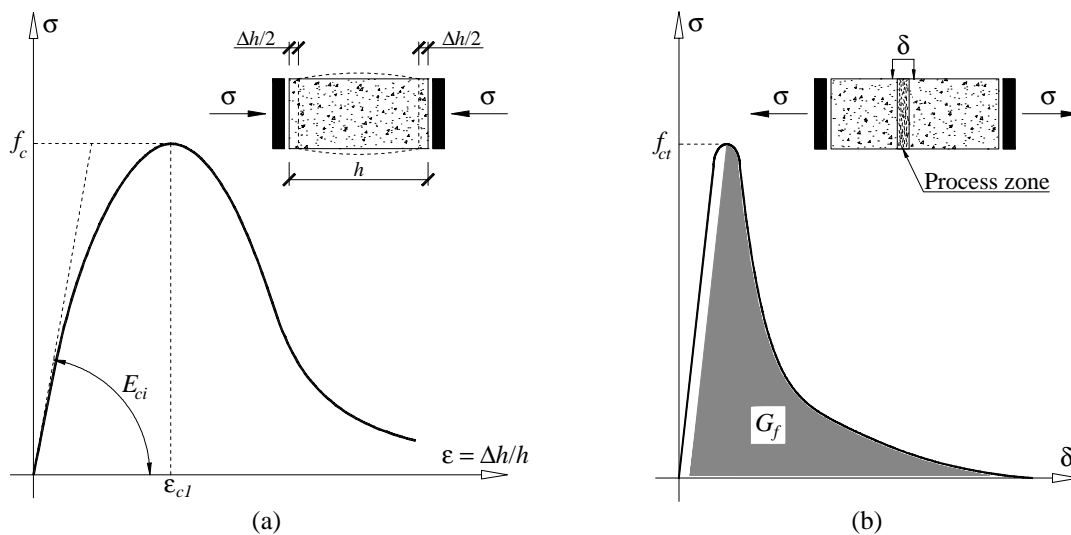 σ
Δh/2
Δh/2
σ
σ
f_c
h
E_ci
ε = Δh/h
ε_c1
(a)
σ
δ
σ
σ
f_ct
Process zone
G_f
δ
(b)